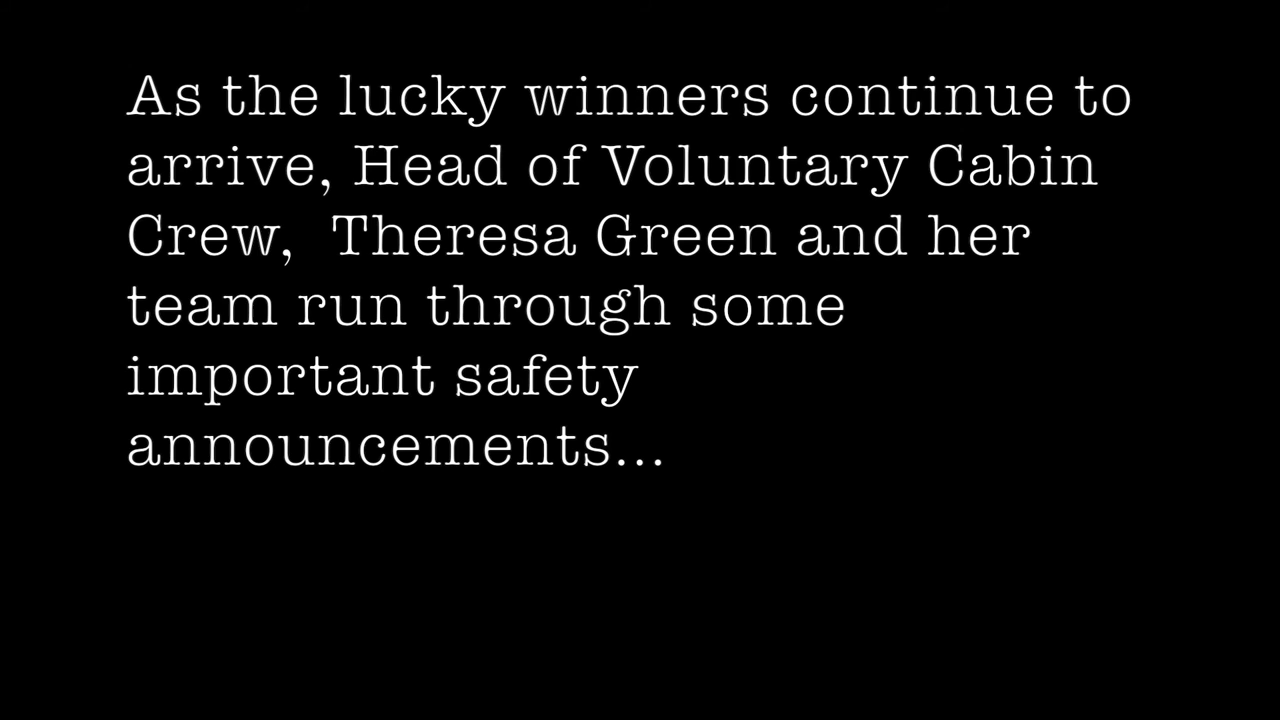 As the lucky winners continue to
arrive, Head of Voluntary Cabin
Crew,  Theresa Green and her
team run through some
important safety
announcements...